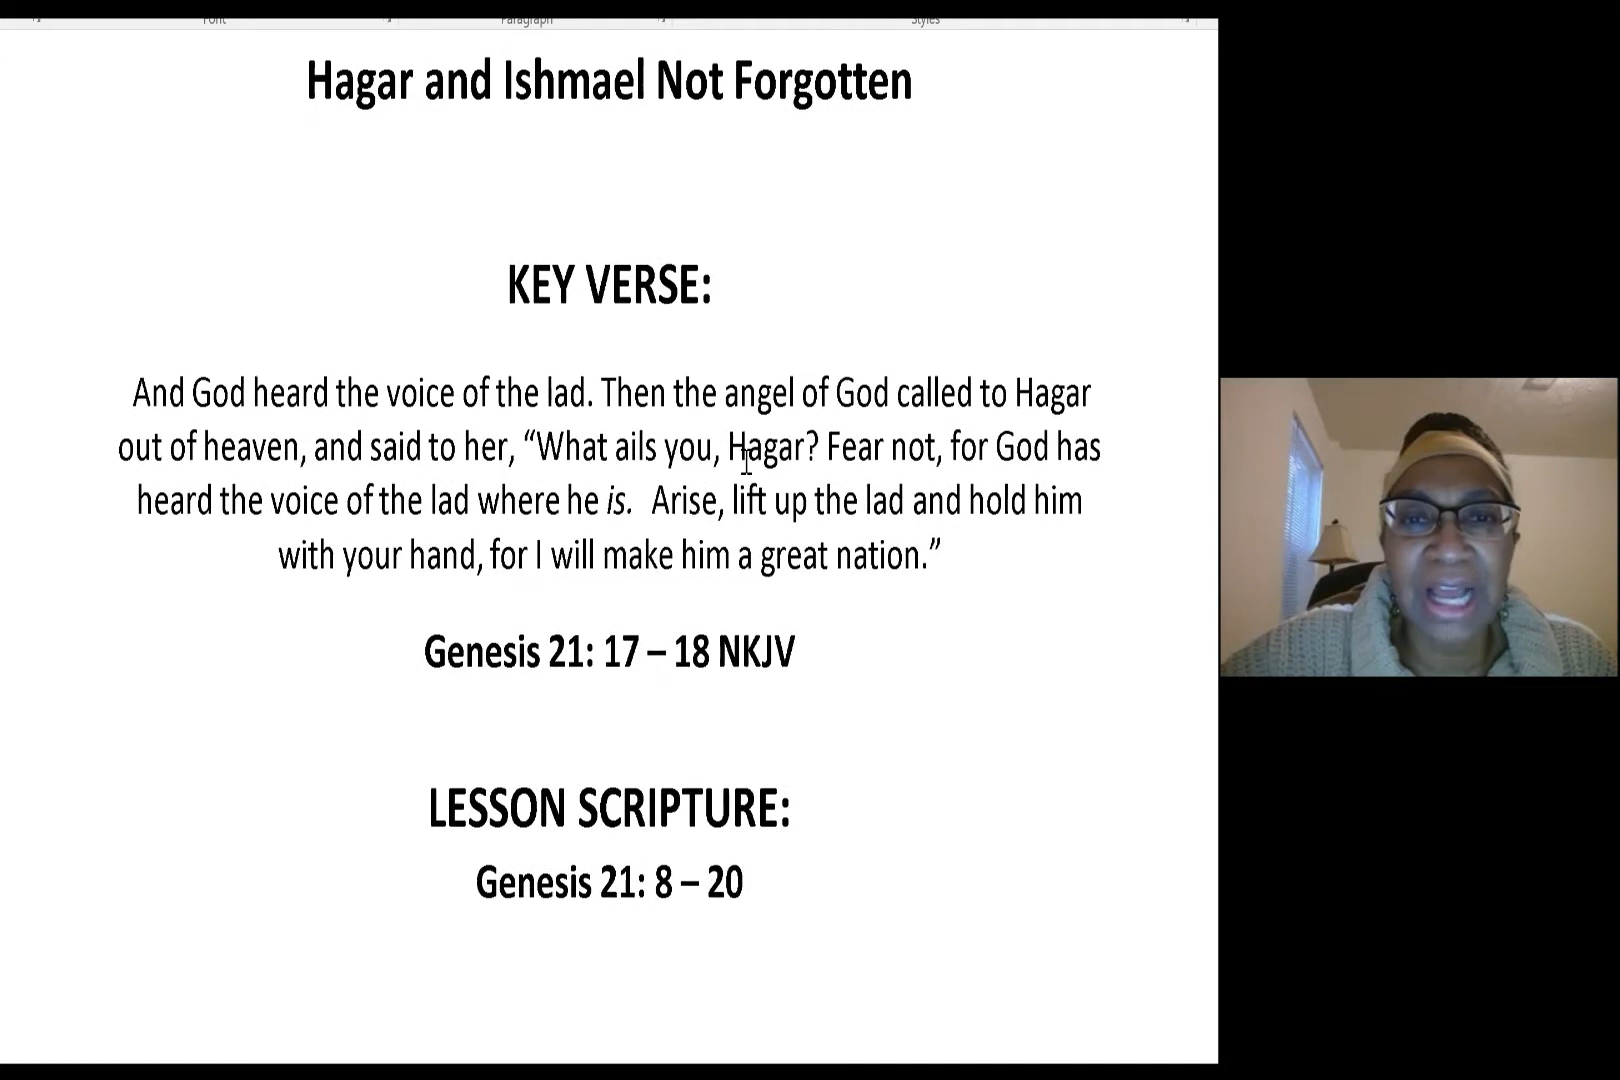 Font
Paragraph
Styles
Hagar and Ishmael Not Forgotten
KEY VERSE:
And God heard the voice of the lad. Then the angel of God called to Hagar
out of heaven, and said to her, “What ails you, Hagar? Fear not, for God has
heard the voice of the lad where he is. Arise, lift up the lad and hold him
with your hand, for I will make him a great nation.”
Genesis 21: 17 – 18 NKJV
LESSON SCRIPTURE:
Genesis 21: 8 – 20